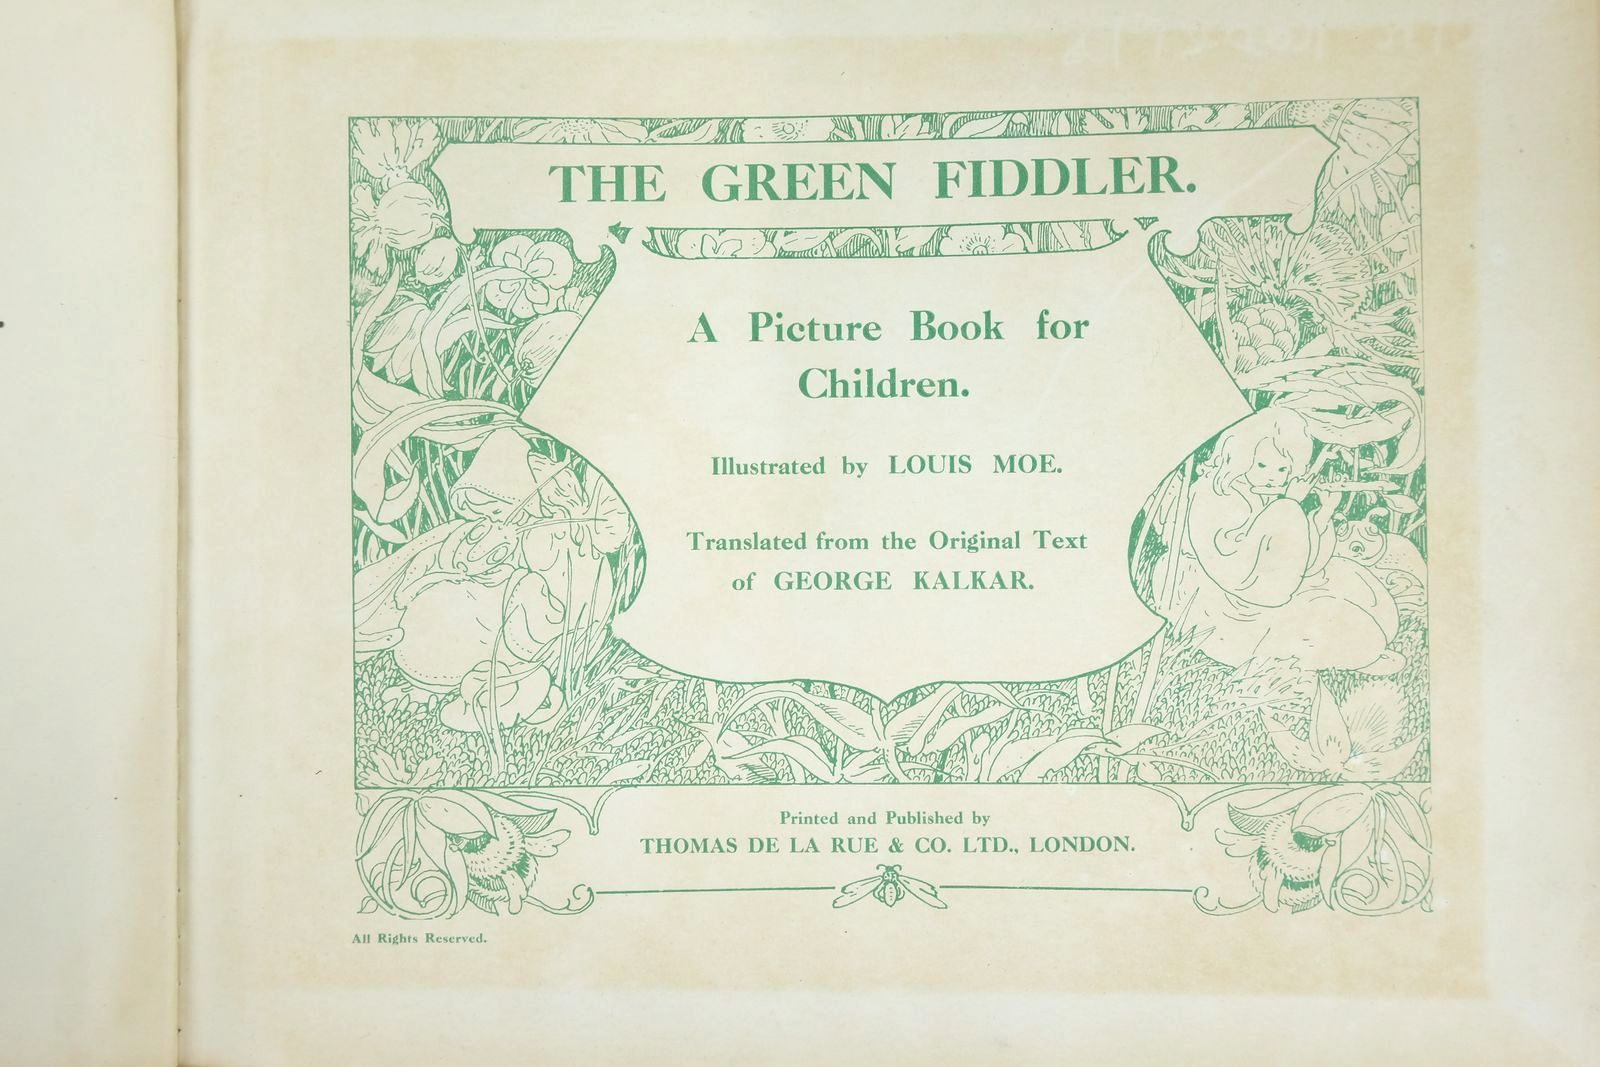 THE GREEN FIDDLER.
A Picture Book for
Children.
Illustrated by LOUIS MOE.
Translated from the Original Text
of GEORGE KALKAR.
Printed and Published by
THOMAS DE LA RUE & CO. LTD., LONDON.
All Rights Reserved.